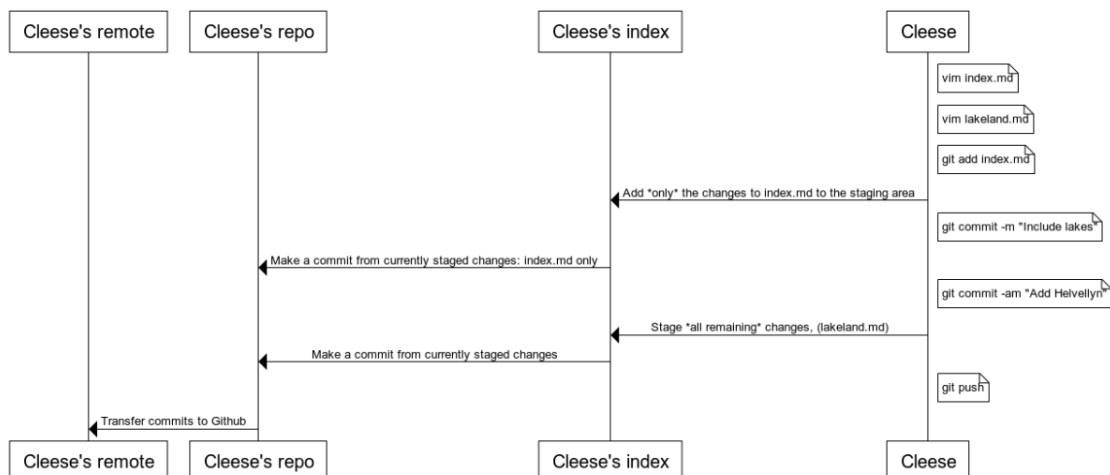 Cleese's remote
Cleese's repo
Cleese's index
Cleese
vim index.md
vim lakeland.md
git add index.md
Add *only* the changes to index.md to the staging area
git commit -m "Include lakes"
Make a commit from currently staged changes: index.md only
git commit -am "Add Helvellyn"
Stage *all remaining* changes, (lakeland.md)
Make a commit from currently staged changes
git push
Transfer commits to Github
Cleese's remote
Cleese's repo
Cleese's index
Cleese